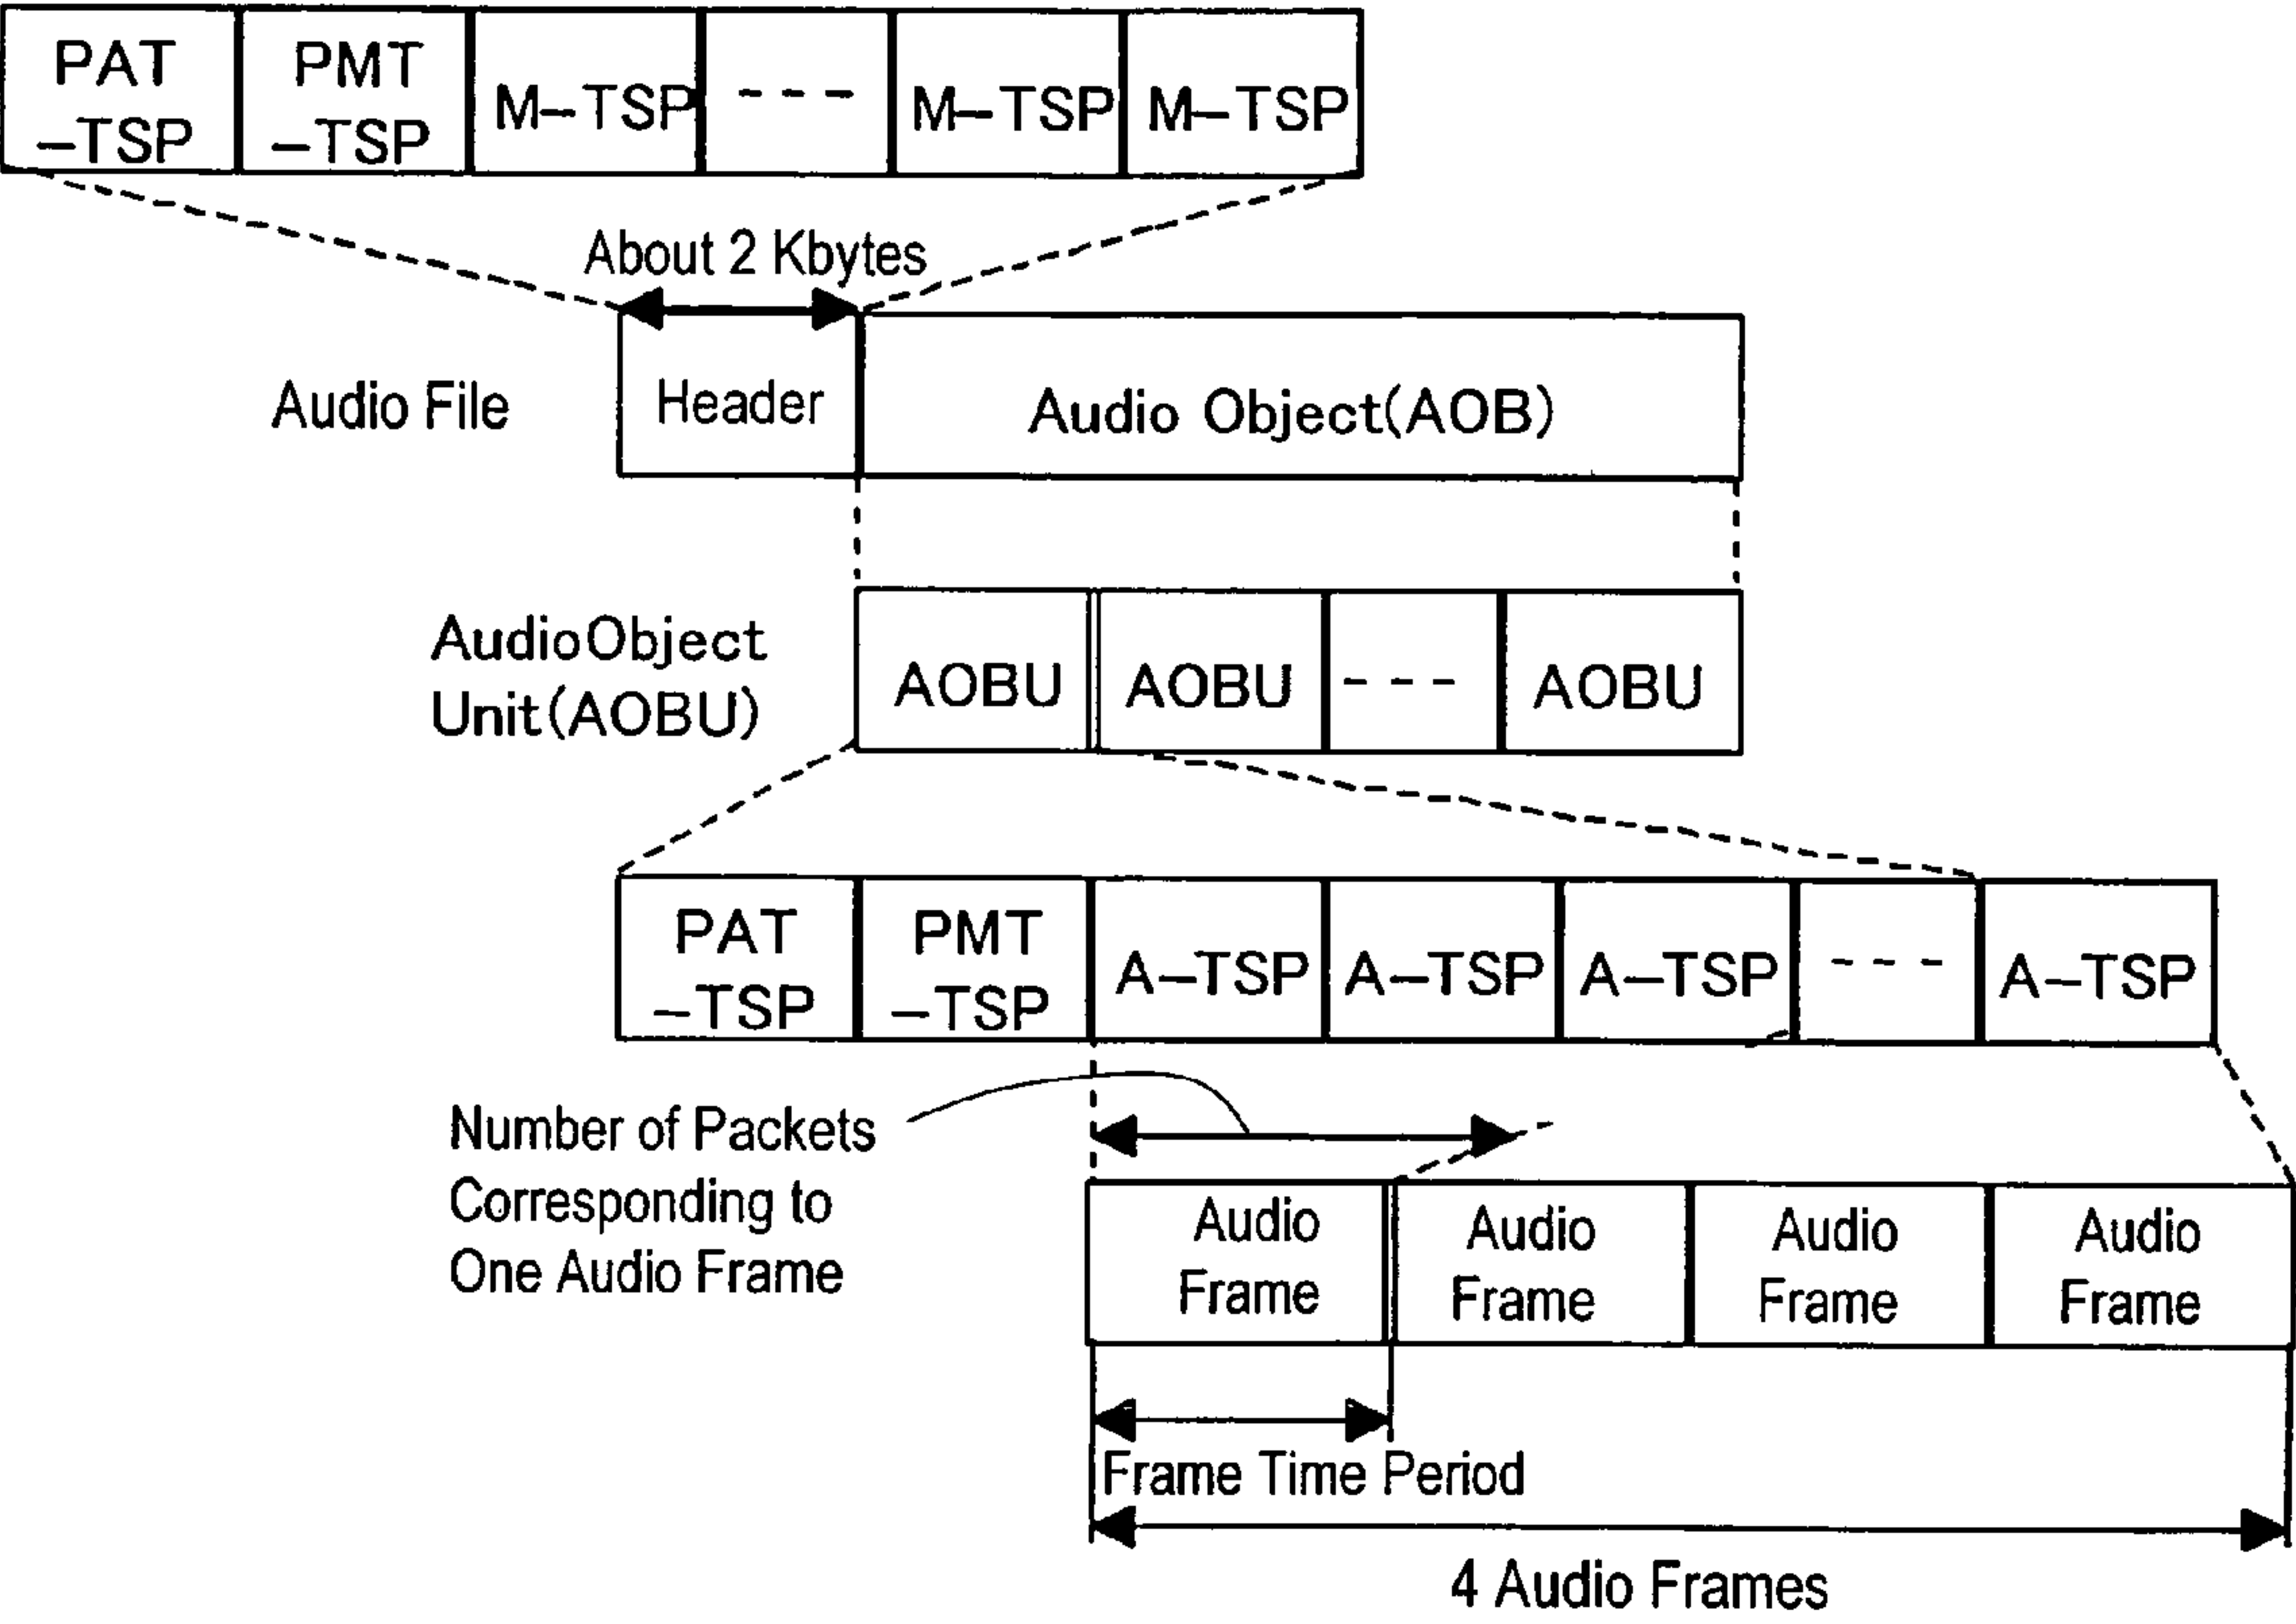 PAT
–TSP
PMT
–TSP
M–TSP
- - - -
M–TSP
M–TSP
About 2 Kbytes
Audio File
Header
Audio Object(AOB)
AudioObject
Unit(AOBU)
AOBU
AOBU
- - - -
AOBU
PAT
–TSP
PMT
–TSP
A–TSP
A–TSP
A–TSP
- - - -
A–TSP
Number of Packets
Corresponding to
One Audio Frame
Audio
Frame
Audio
Frame
Audio
Frame
Audio
Frame
Frame Time Period
4 Audio Frames